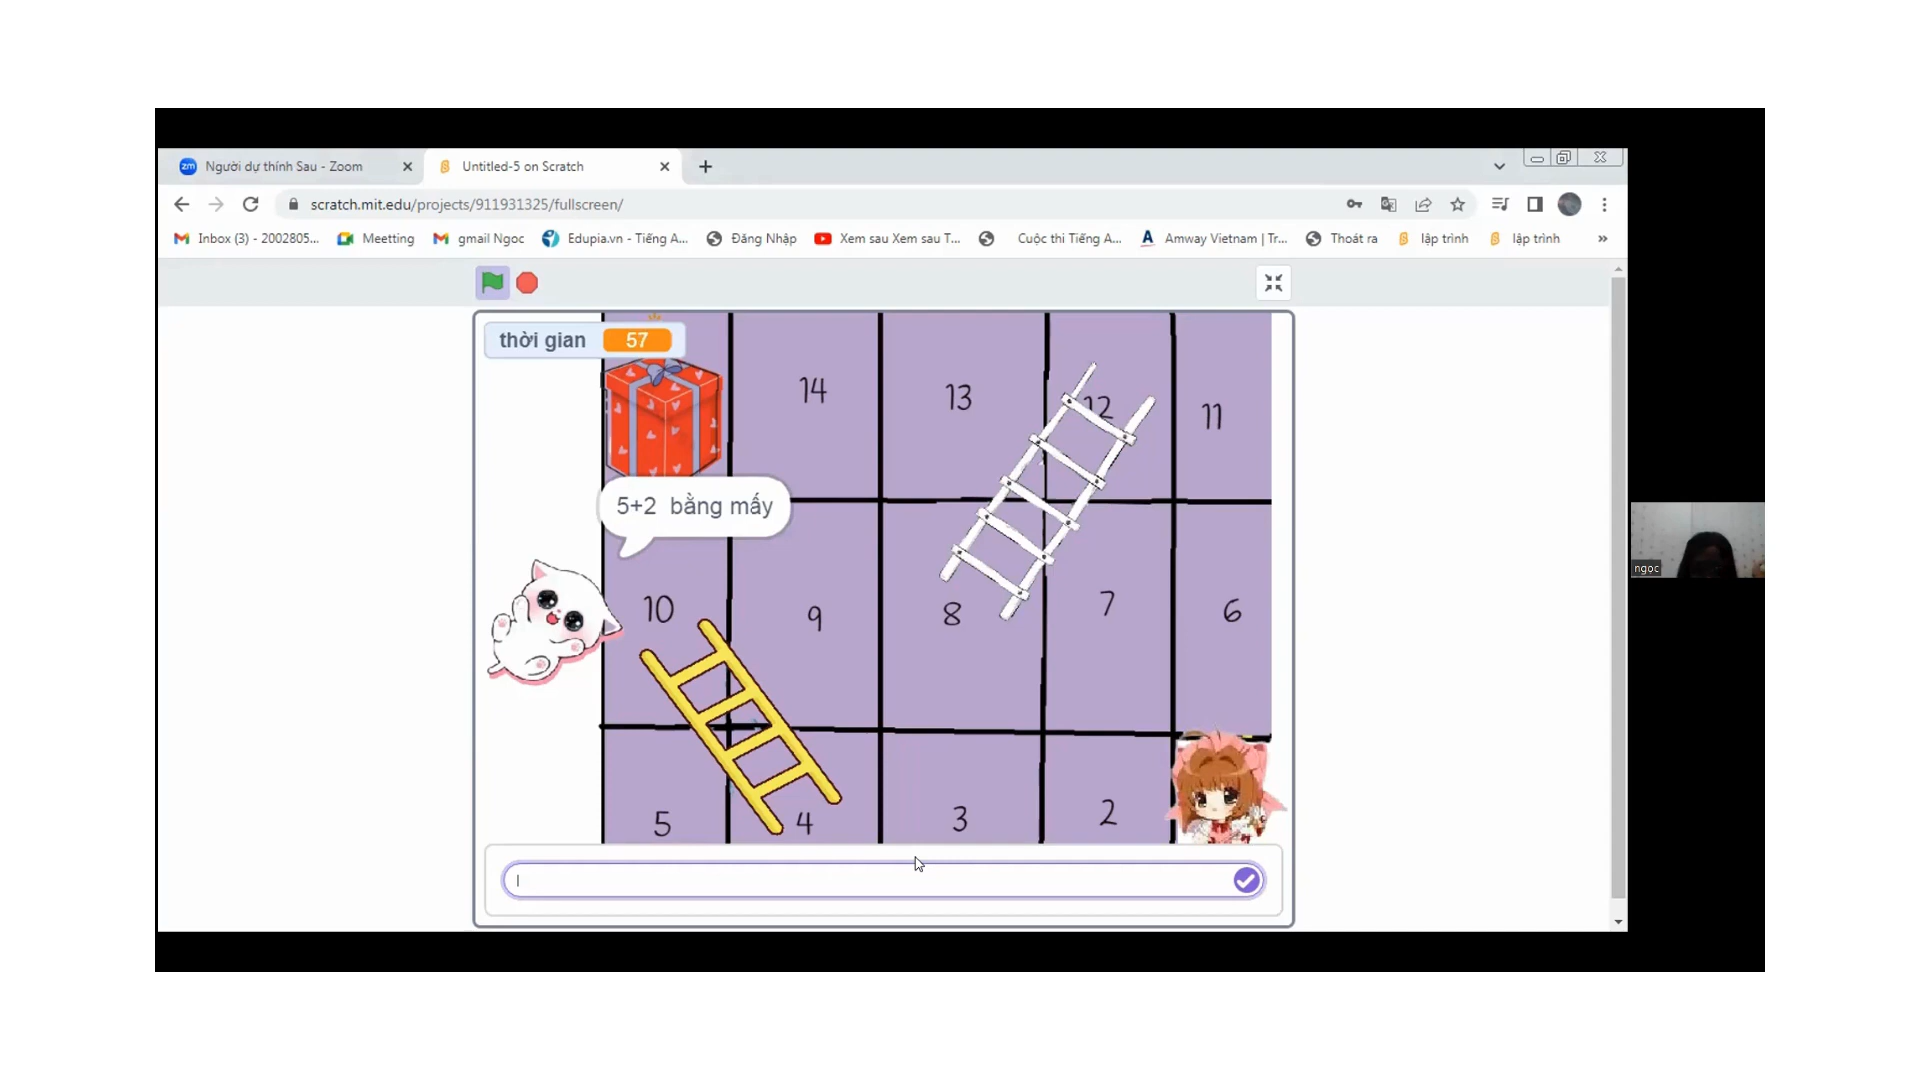 Người dự thính Sau - Zoom
Untitled-5 on Scratch
scratch.mit.edu/projects/911931325/fullscreen/
Inbox (3) - 2002805...
Meetting
gmail Ngoc
Edupia.vn - Tiếng A...
Đăng Nhập
Xem sau Xem sau T...
Cuộc thi Tiếng A...
Amway Vietnam | Tr...
Thoát ra
lập trình
lập trình
thời gian 57
14 13 12 11
5+2 bằng mấy
10 9 8 7 6
5 4 3 2
ngoc